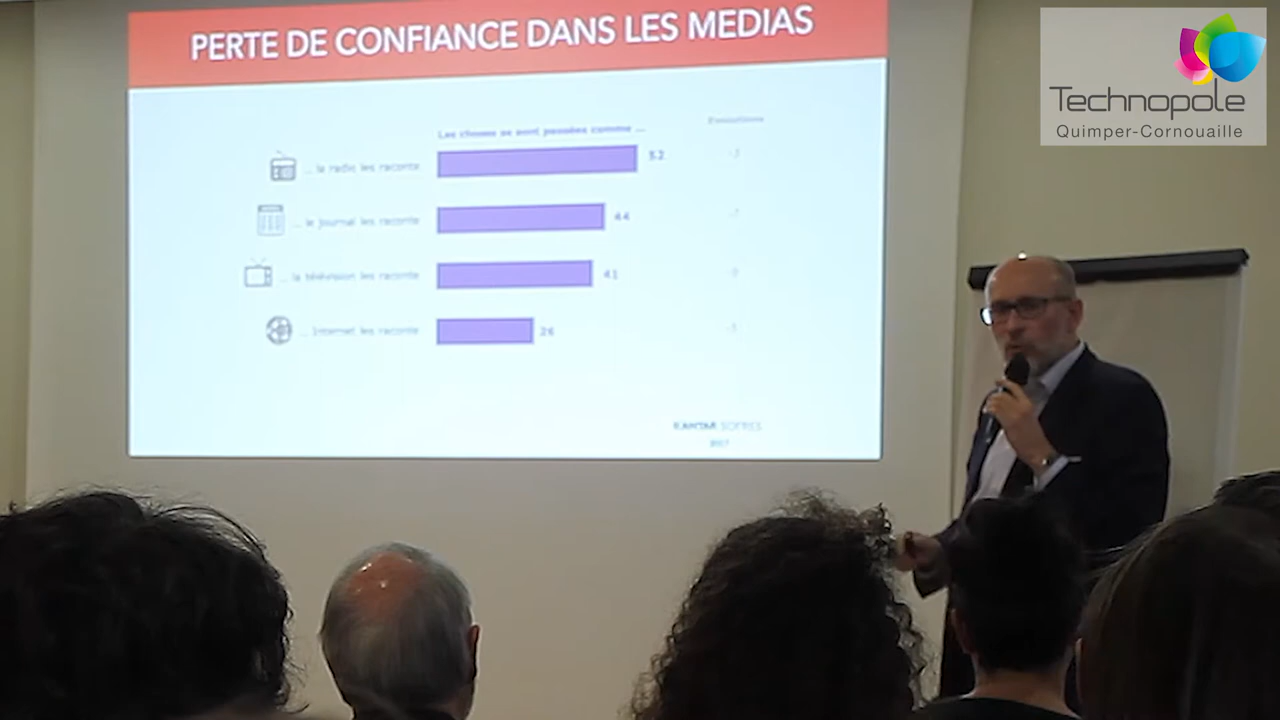 PERTE DE CONFIANCE DANS LES MEDIAS
Technopole
Quimper-Cornouaille
Les choses se sont passées comme ...
... la radio les raconte
52
... le journal les raconte
44
... la télévision les raconte
41
... Internet les raconte
26
KANTAR SOFRES
2017